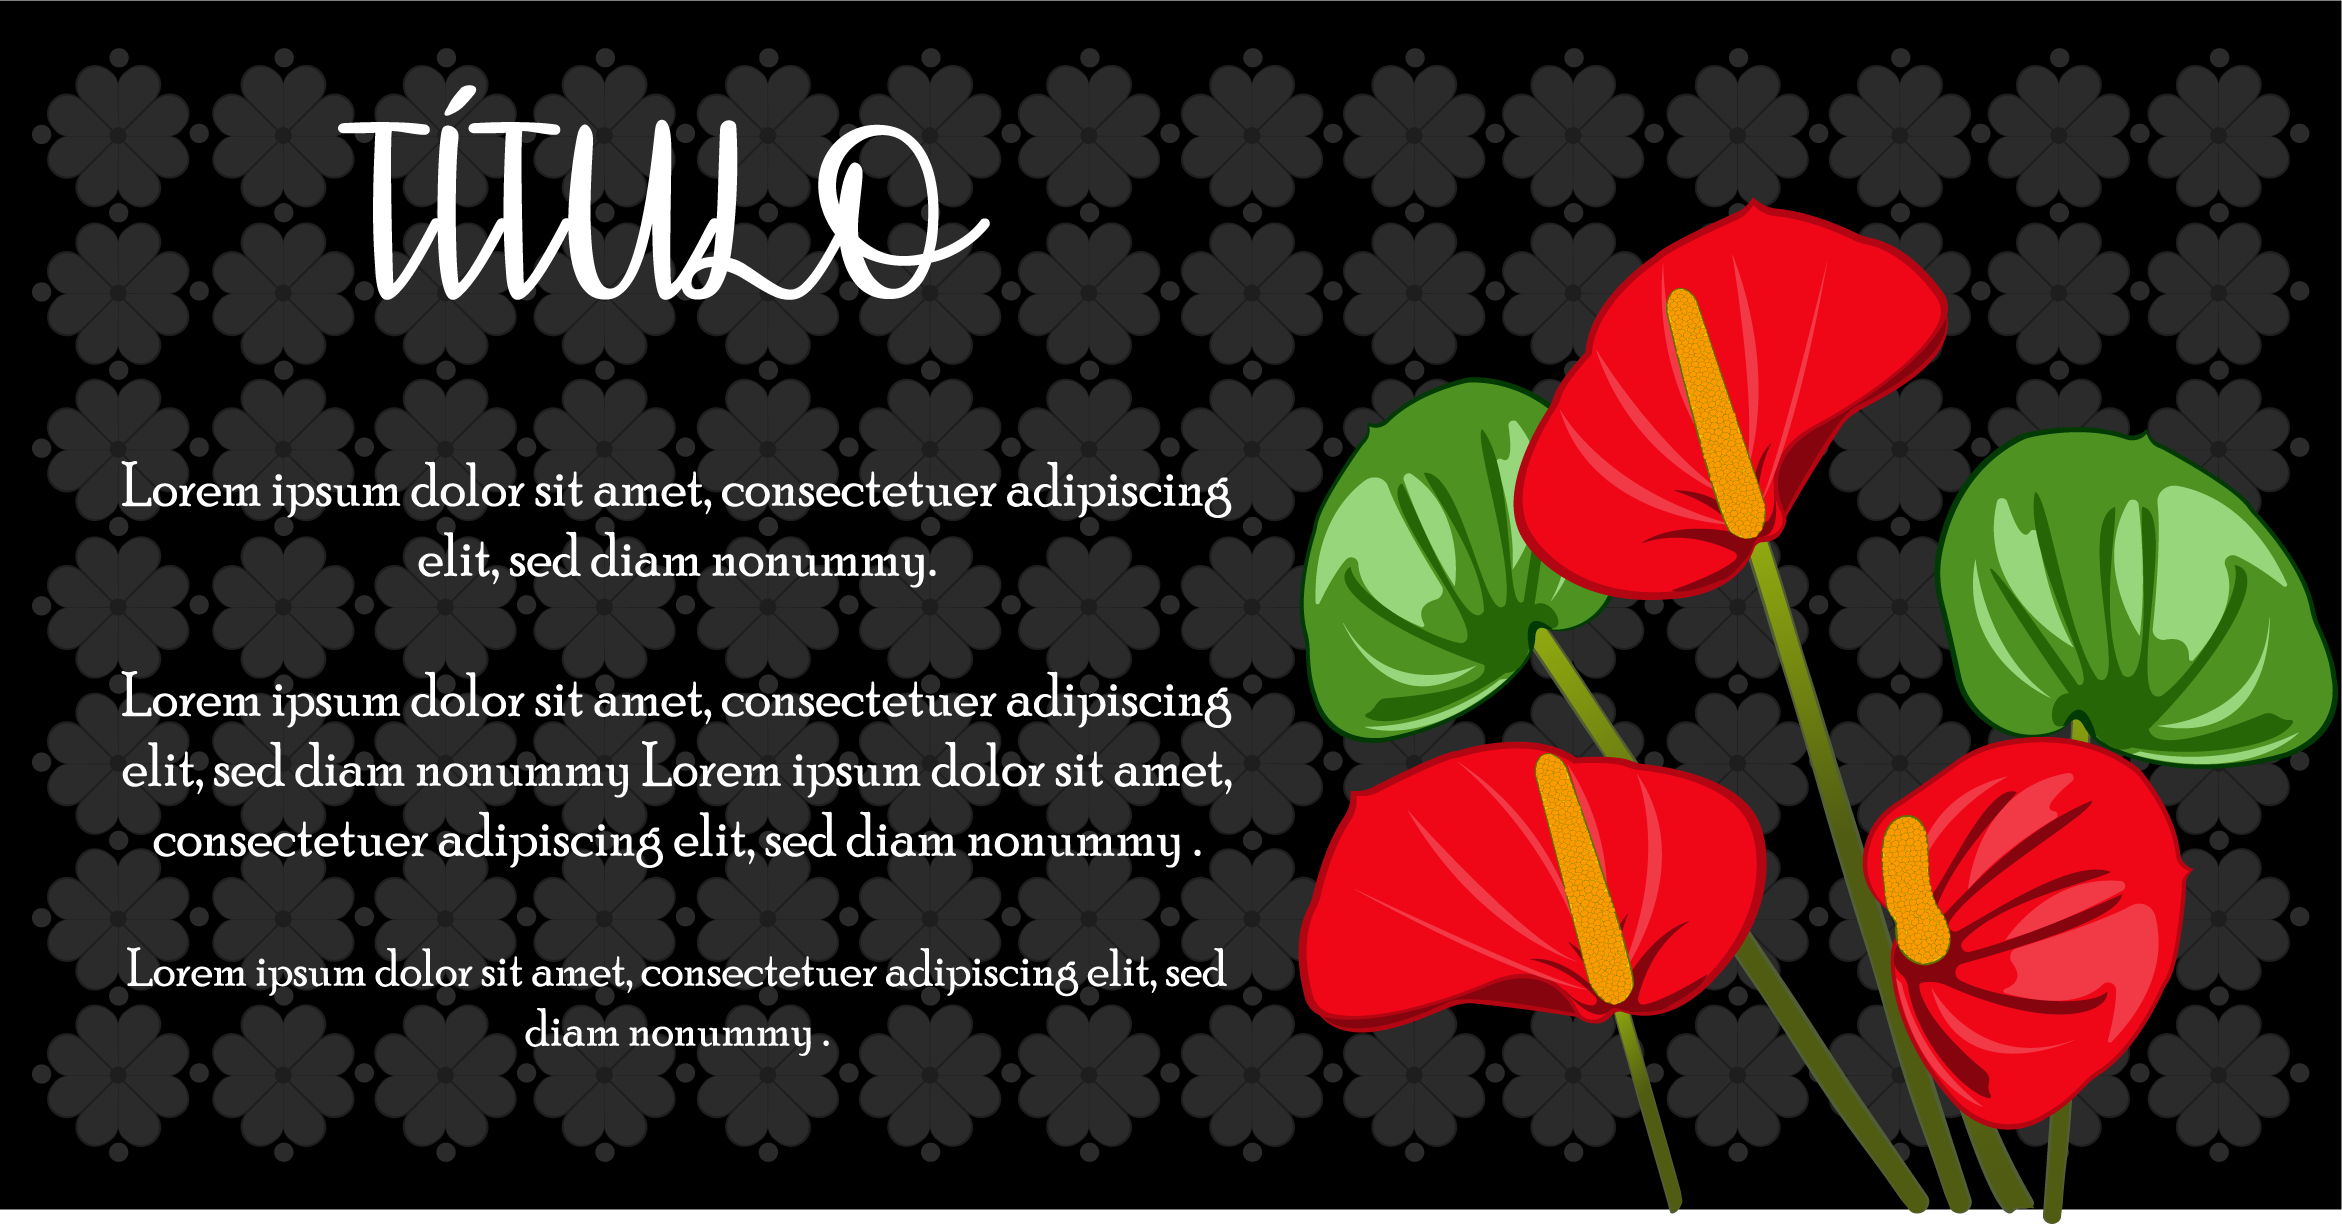 TÍTULO
Lorem ipsum dolor sit amet, consectetuer adipiscing
elit, sed diam nonummy.
Lorem ipsum dolor sit amet, consectetuer adipiscing
elit, sed diam nonummy Lorem ipsum dolor sit amet,
consectetuer adipiscing elit, sed diam nonummy .
Lorem ipsum dolor sit amet, consectetuer adipiscing elit, sed
diam nonummy .